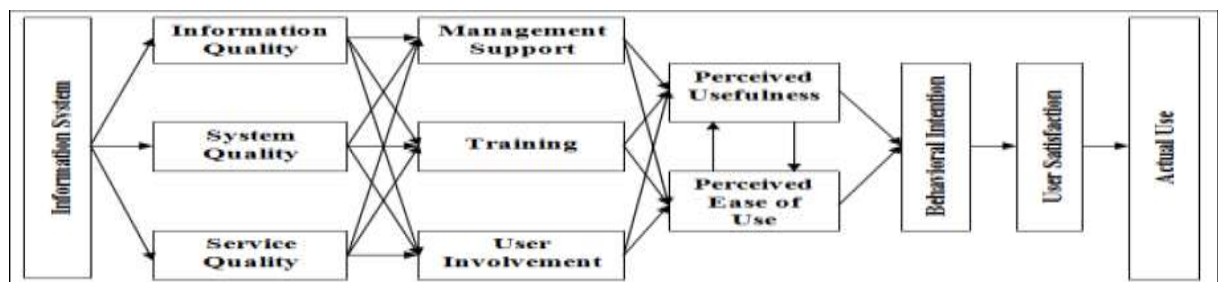 Information System
Information
Quality
System
Quality
Service
Quality
Management
Support
Training
User
Involvement
Perceived
Usefulness
Perceived
Ease of
Use
Behavioral Intention
User Satisfaction
Actual Use